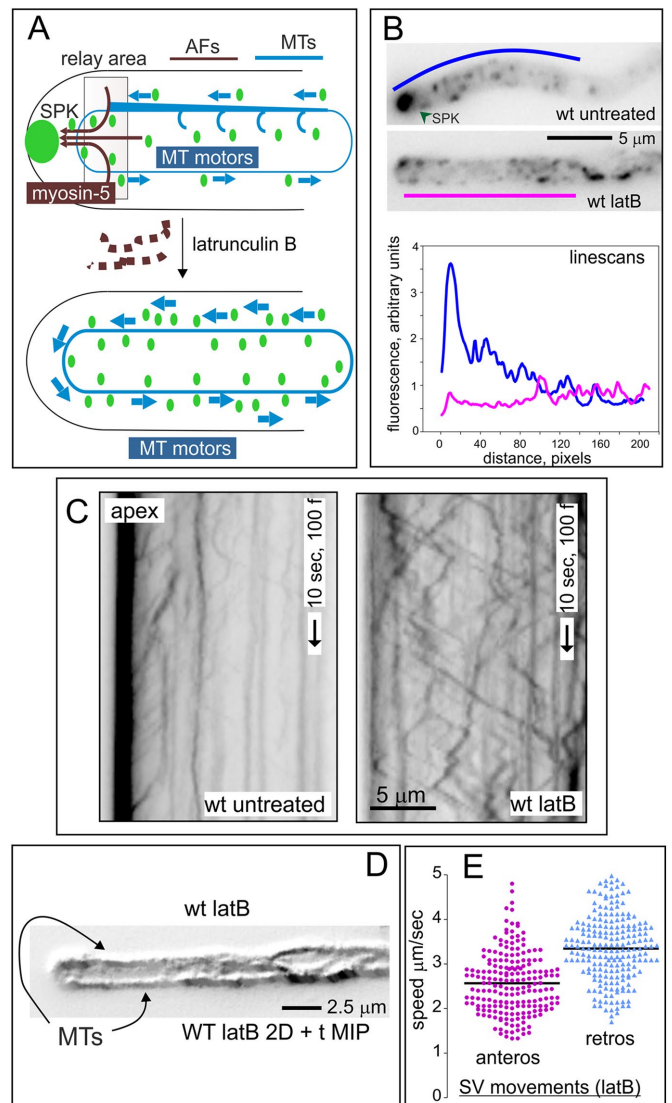 A
AFs
MTs
relay area
SPK
MT motors
myosin-5
latrunculin B
MT motors
B
SPK
wt untreated
5 μm
wt latB
linescans
fluorescence, arbitrary units
4
3
2
1
0
0
40
80
120
160
200
distance, pixels
C
apex
10 sec, 100 f
wt untreated
10 sec, 100 f
5 μm
wt latB
D
wt latB
2.5 μm
MTs
WT latB 2D + t MIP
E
speed μm/sec
5
4
3
2
1
0
anteros
retros
SV movements (latB)